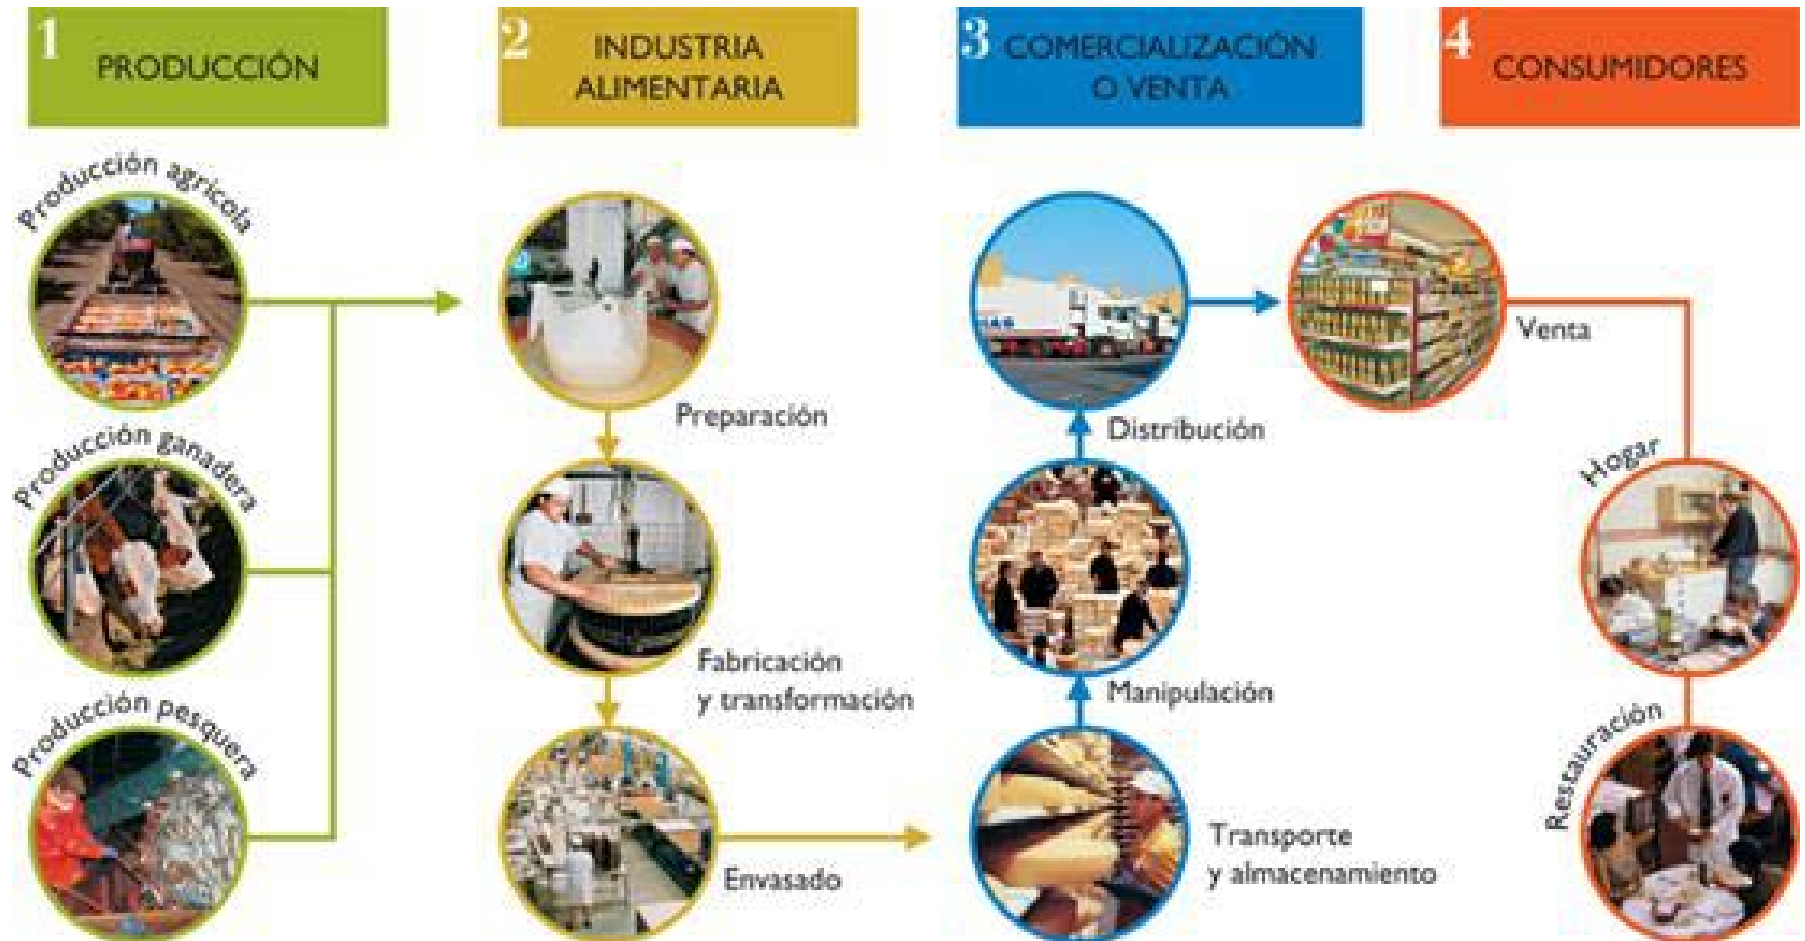 1
PRODUCCIÓN
2
INDUSTRIA
ALIMENTARIA
3
COMERCIALIZACIÓN
O VENTA
4
CONSUMIDORES
Producción agrícola
Producción ganadera
Producción pesquera
Preparación
Fabricación
y transformación
Envasado
Transporte
y almacenamiento
Manipulación
Distribución
Venta
Hogar
Restauración